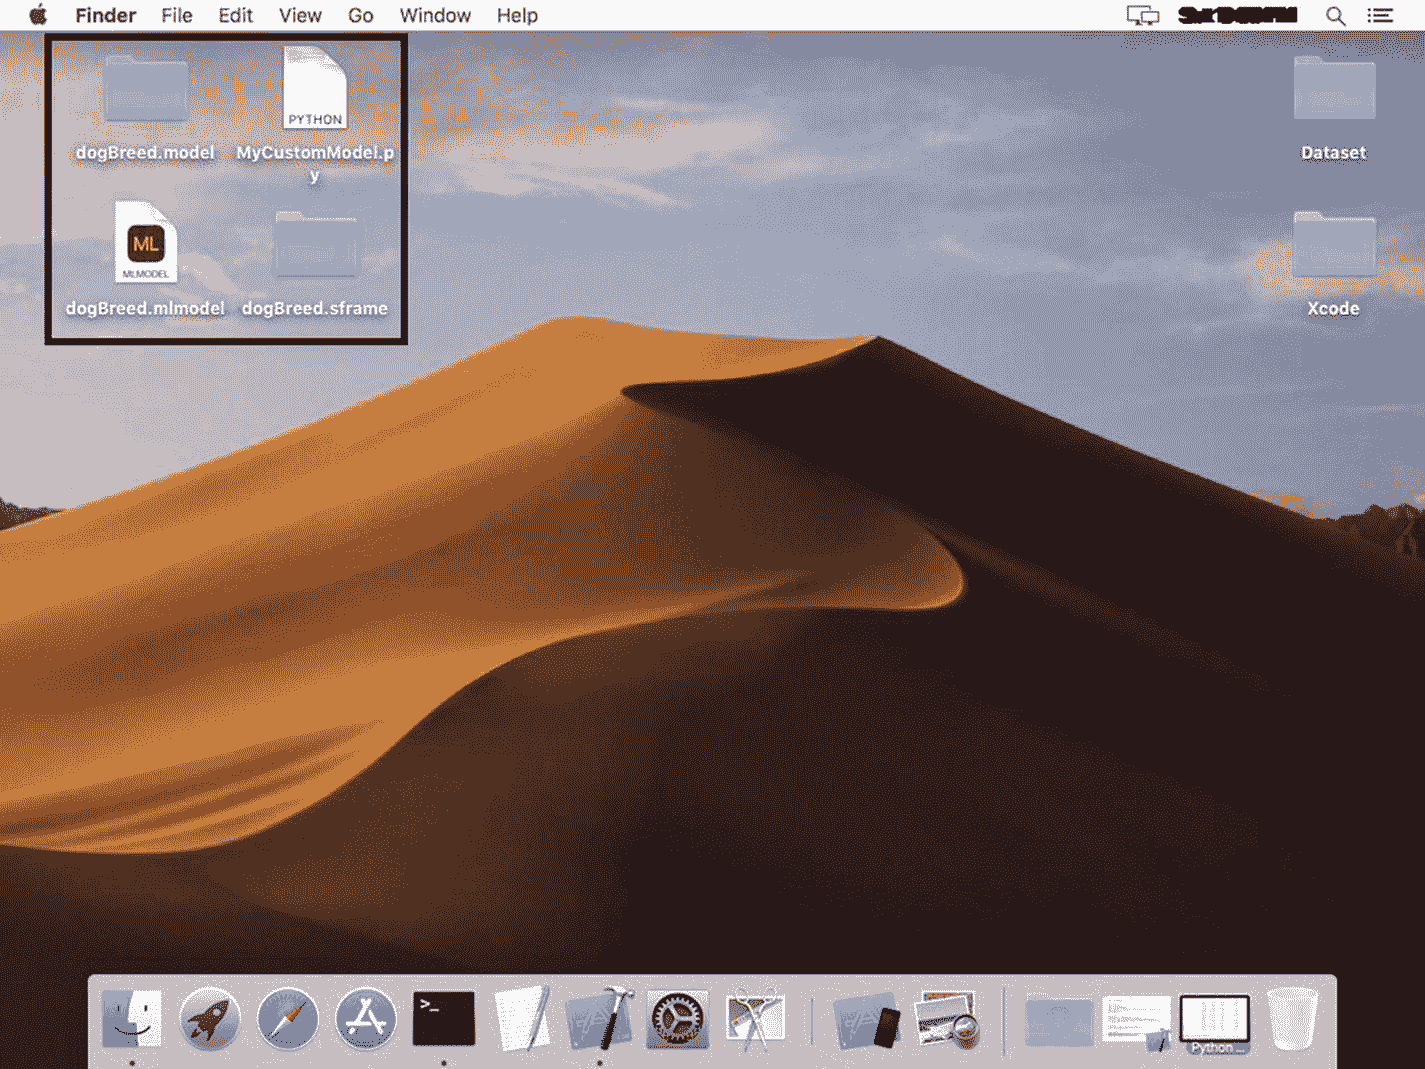 Finder File Edit View Go Window Help
dogBreed.model
PYTHON
MyCustomModel.p
y
ML
MLMODEL
dogBreed.mlmodel
dogBreed.sframe
Dataset
Xcode
>_
Python ...